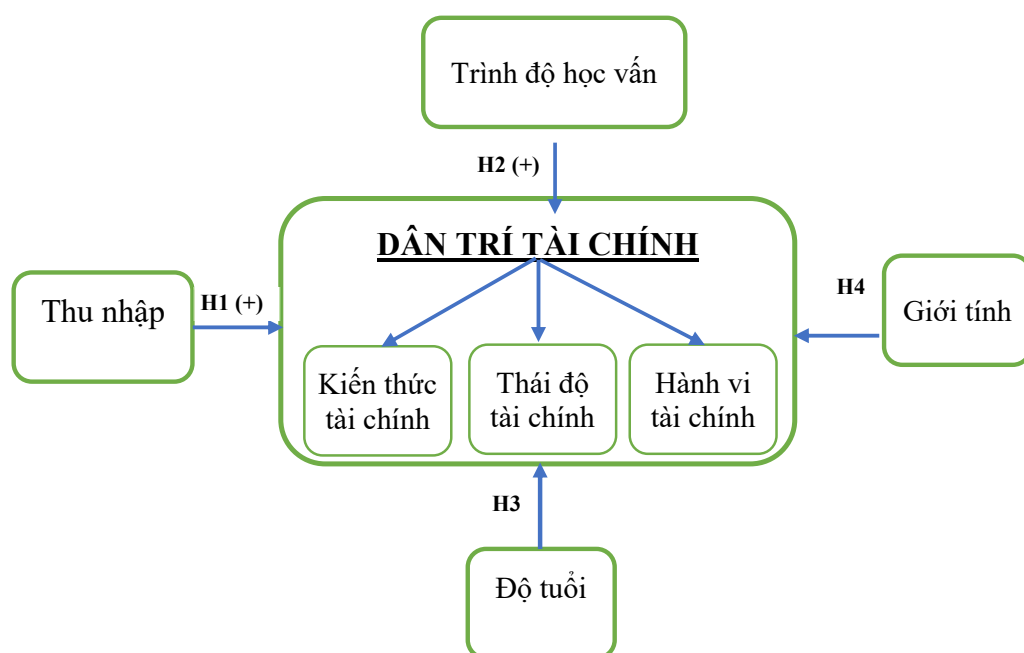 Trình độ học vấn
H2 (+)
DÂN TRÍ TÀI CHÍNH
Thu nhập
H1 (+)
H4
Giới tính
Kiến thức
tài chính
Thái độ
tài chính
Hành vi
tài chính
H3
Độ tuổi